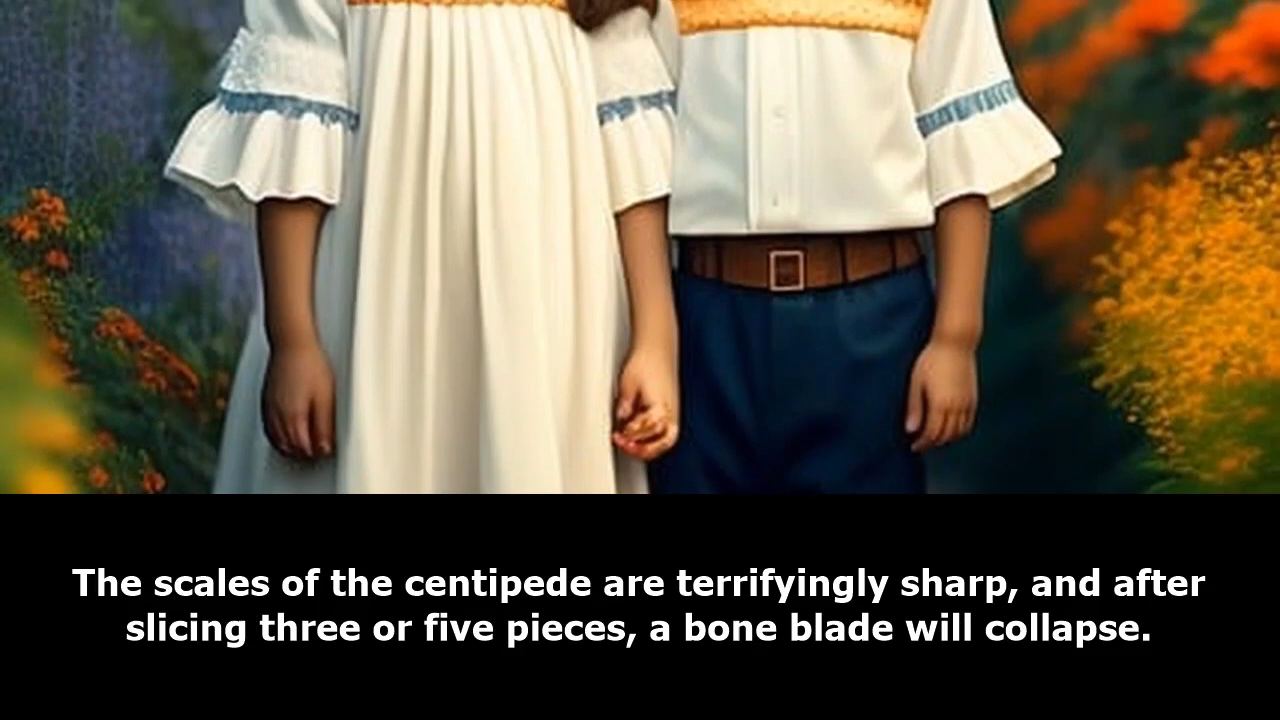 The scales of the centipede are terrifyingly sharp, and after
slicing three or five pieces, a bone blade will collapse.